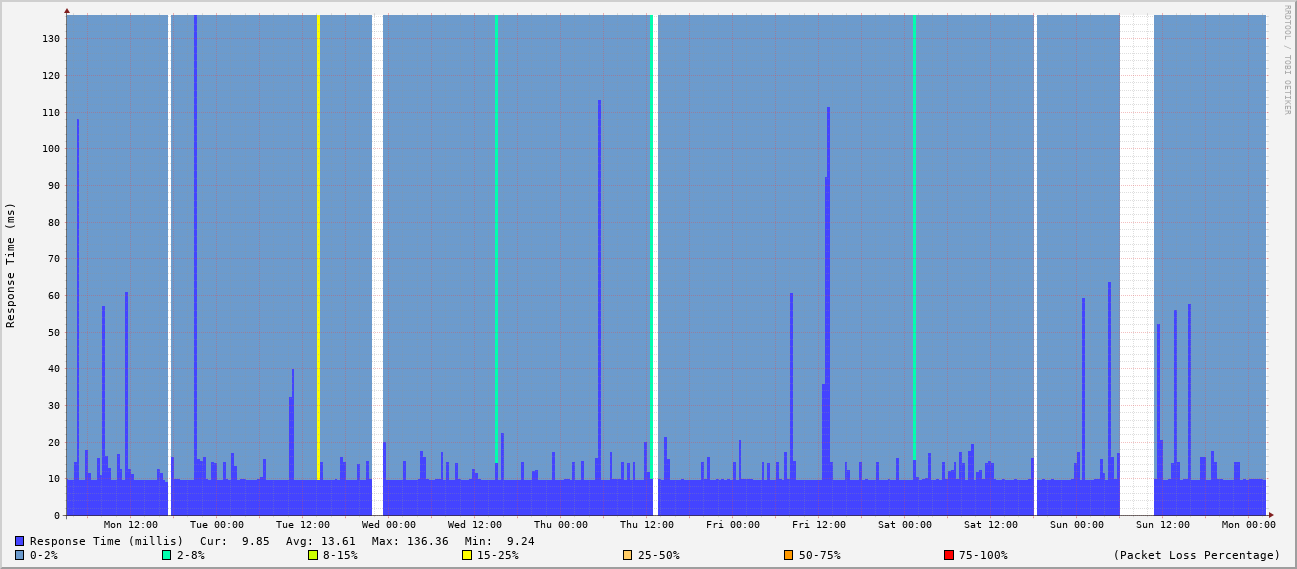 RRDTOOL / TOBI OETIKER
Response Time (ms)
130
120
110
100
90
80
70
60
50
40
30
20
10
0
Mon 12:00 Tue 00:00 Tue 12:00 Wed 00:00 Wed 12:00 Thu 00:00 Thu 12:00 Fri 00:00 Fri 12:00 Sat 00:00 Sat 12:00 Sun 00:00 Sun 12:00 Mon 00:00
Response Time (millis) Cur: 9.85 Avg: 13.61 Max: 136.36 Min: 9.24
0-2% 2-8% 8-15% 15-25% 25-50% 50-75% 75-100% (Packet Loss Percentage)